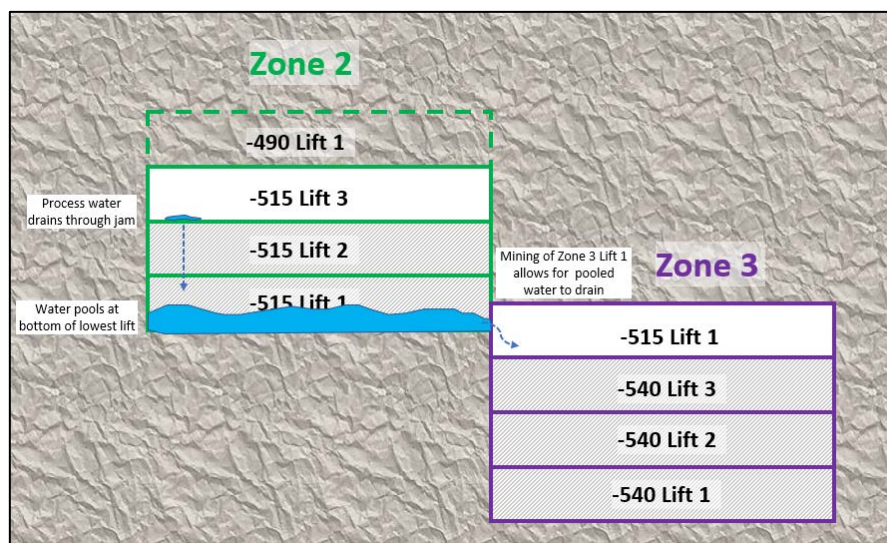 Zone 2
-490 Lift 1
-515 Lift 3
Process water
drains through jam
-515 Lift 2
Mining of Zone 3 Lift 1
allows for pooled
water to drain
Zone 3
-515 Lift 1
Water pools at
bottom of lowest lift
-515 Lift 1
-540 Lift 3
-540 Lift 2
-540 Lift 1